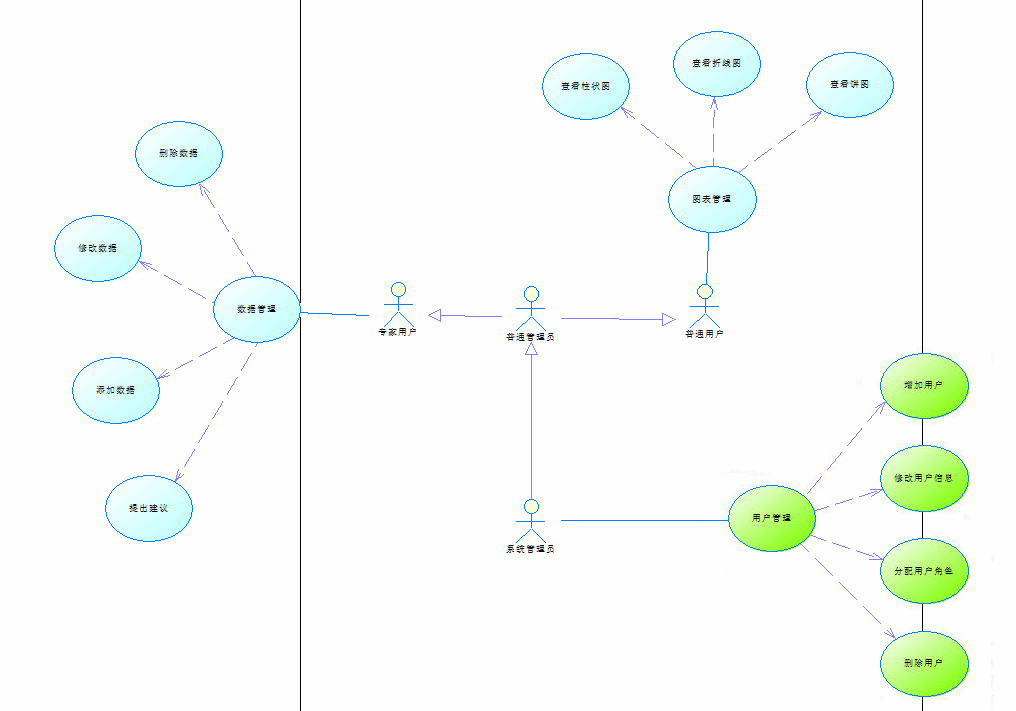 查看折线图
查看柱状图
查看饼图
删除数据
图表管理
修改数据
数据管理
专家用户
普通管理员
普通用户
添加数据
增加用户
修改用户信息
提出建议
用户管理
系统管理员
分配用户角色
删除用户